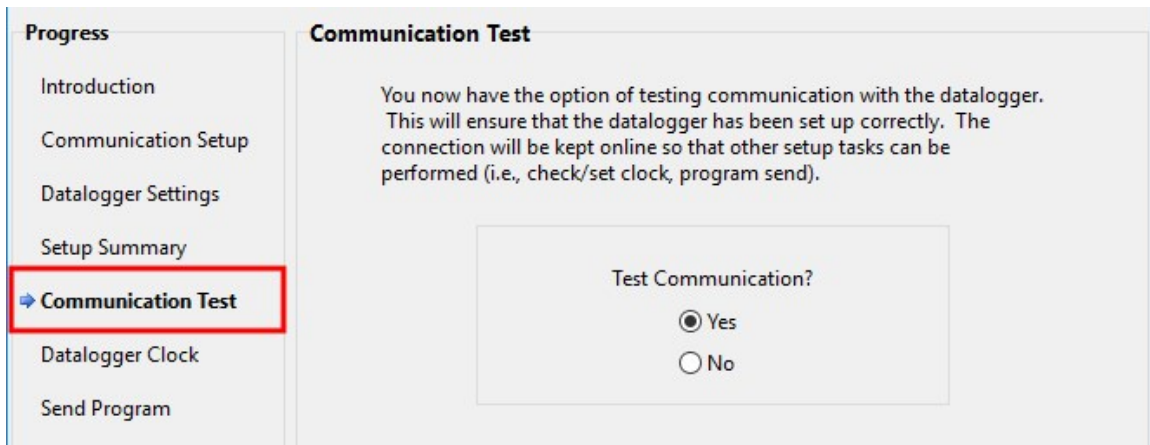 Progress
Introduction
Communication Setup
Datalogger Settings
Setup Summary
Communication Test
Datalogger Clock
Send Program
Communication Test
You now have the option of testing communication with the datalogger.
This will ensure that the datalogger has been set up correctly.  The
connection will be kept online so that other setup tasks can be
performed (i.e., check/set clock, program send).
Test Communication?
Yes
No